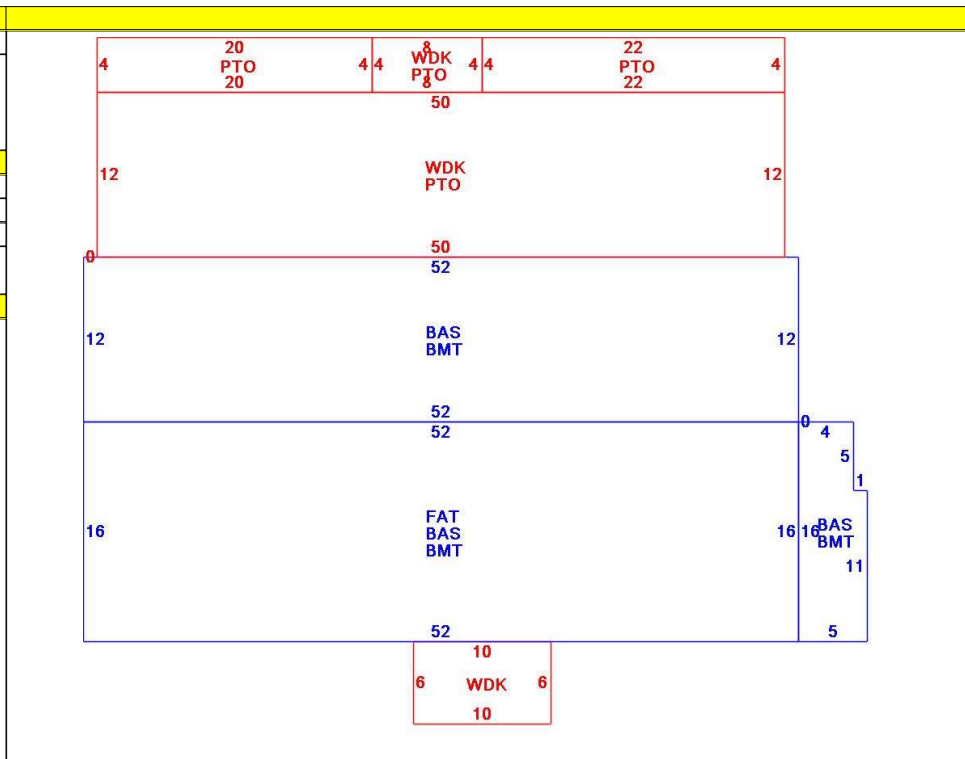 20 8 22
4 PTO 4 4 WDK PTO 4 4 PTO 4
20 8 22
50
12 WDK 12
PTO
50
0
52
12 BAS 12
BMT
52
0
52 4
5
1
FAT
16 BAS 16 16 BAS
BMT BMT
11
52 5
10
6 WDK 6
10